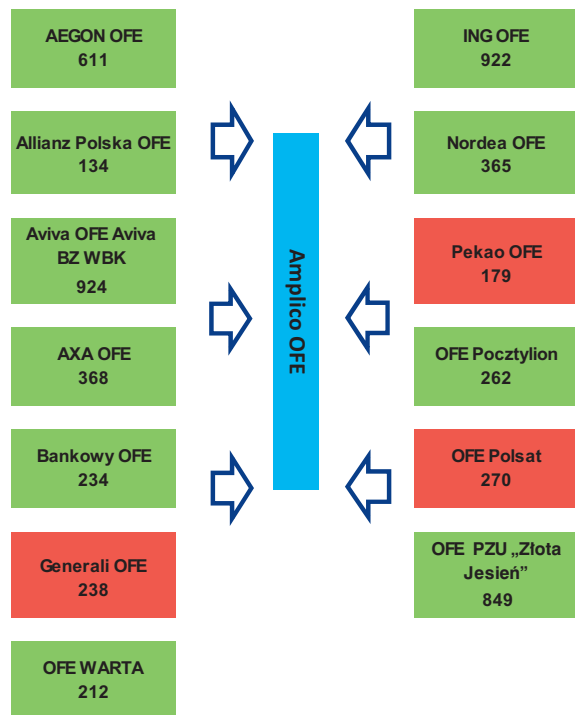 AEGON OFE
611
Allianz Polska OFE
134
Aviva OFE Aviva
BZ WBK
924
AXA OFE
368
Bankowy OFE
234
Generali OFE
238
OFE WARTA
212
Amplico OFE
ING OFE
922
Nordea OFE
365
Pekao OFE
179
OFE Pocztylion
262
OFE Polsat
270
OFE PZU „Złota
Jesień”
849